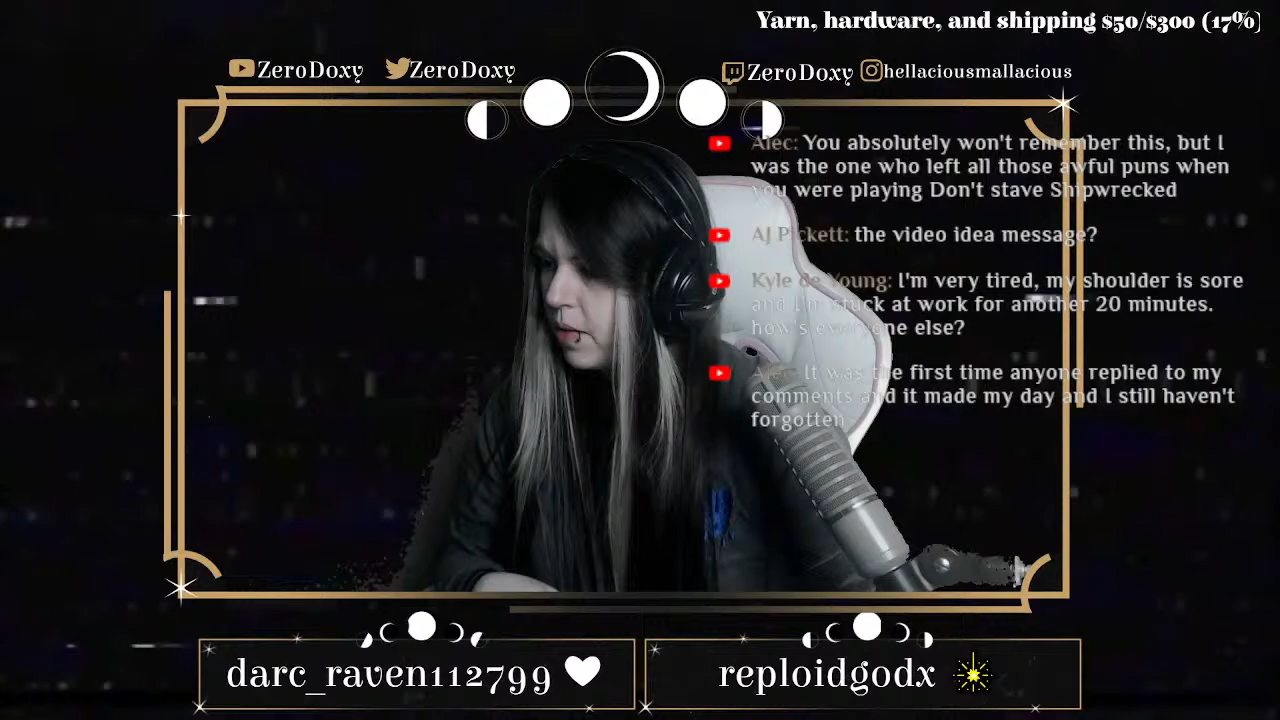 Yarn, hardware, and shipping $50/$300 (17%)
ZeroDoxy
ZeroDoxy
ZeroDoxy
hellaciousmallacious
Alec: You absolutely won't remember this, but I
was the one who left all those awful puns when
you were playing Don't stave Shipwrecked
AJ Pickett: the video idea message?
Kyle de Young: I'm very tired, my shoulder is sore
and I'm stuck at work for another 20 minutes.
how's everyone else?
Alec: It was the first time anyone replied to my
comments and it made my day and I still haven't
forgotten
darc_raven112799
reploidgodx